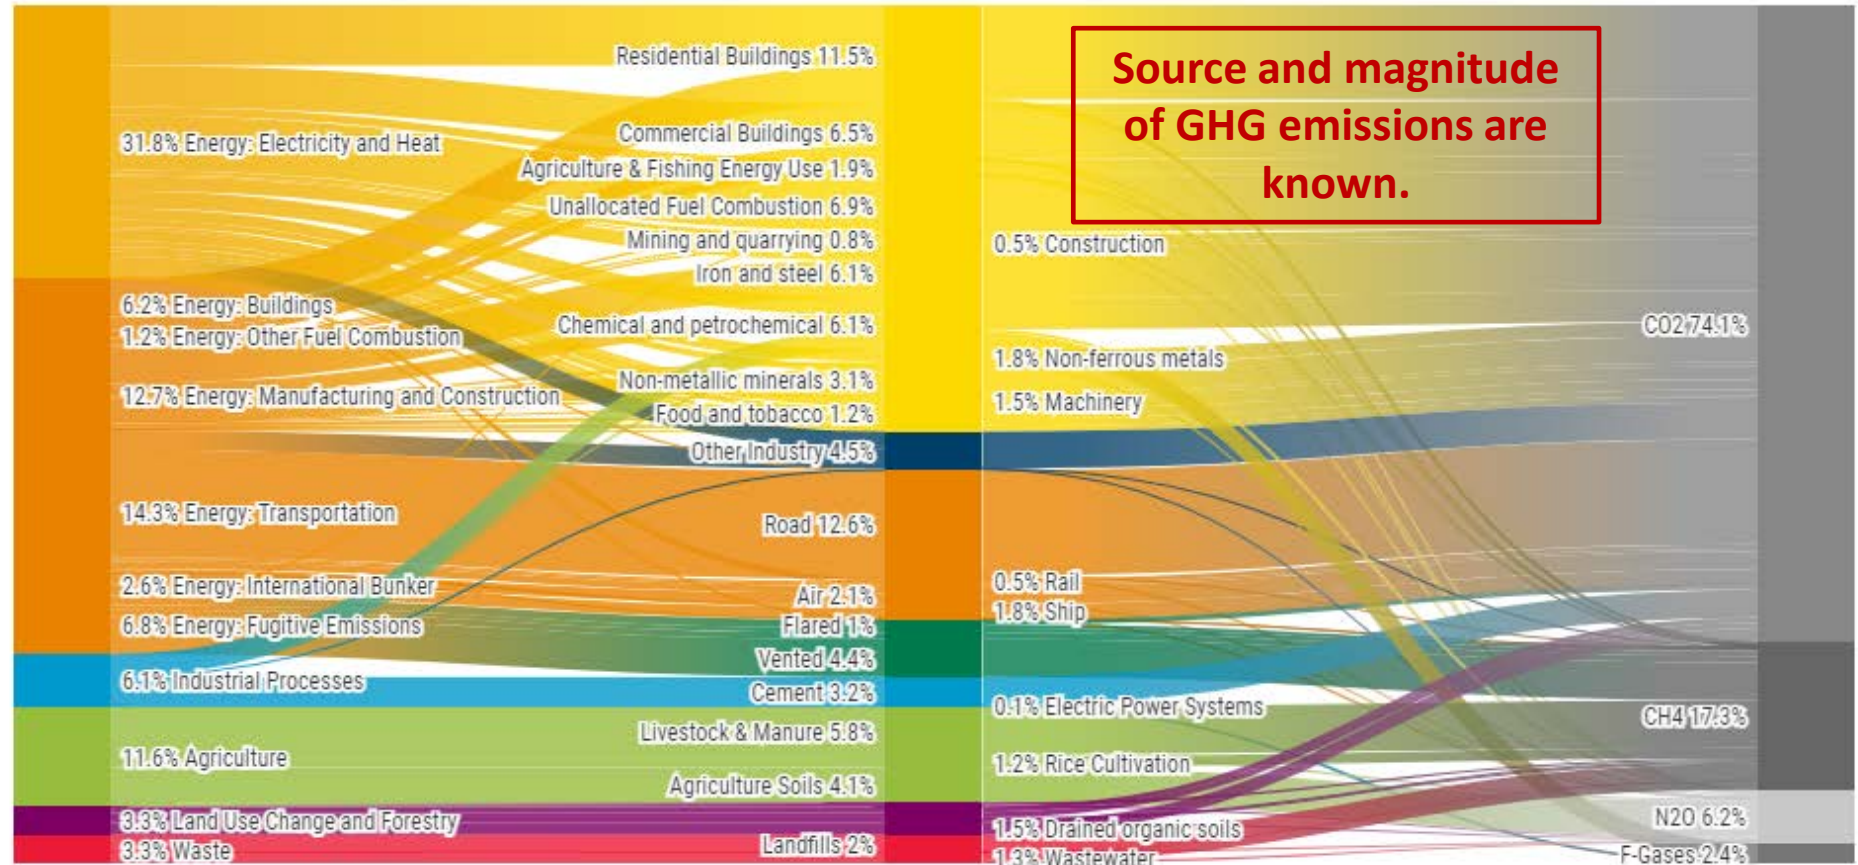 31.8% Energy: Electricity and Heat
6.2% Energy: Buildings
1.2% Energy: Other Fuel Combustion
12.7% Energy: Manufacturing and Construction
14.3% Energy: Transportation
2.6% Energy: International Bunker
6.8% Energy: Fugitive Emissions
6.1% Industrial Processes
11.6% Agriculture
3.3% Land Use Change and Forestry
3.3% Waste
Residential Buildings 11.5%
Commercial Buildings 6.5%
Agriculture & Fishing Energy Use 1.9%
Unallocated Fuel Combustion 6.9%
Mining and quarrying 0.8%
Iron and steel 6.1%
Chemical and petrochemical 6.1%
Non-metallic minerals 3.1%
Food and tobacco 1.2%
Other Industry 4.5%
Road 12.6%
Air 2.1%
Flared 1%
Vented 4.4%
Cement 3.2%
Livestock & Manure 5.8%
Agriculture Soils 4.1%
Landfills 2%
Source and magnitude
of GHG emissions are
known.
0.5% Construction
1.8% Non-ferrous metals
1.5% Machinery
0.5% Rail
1.8% Ship
0.1% Electric Power Systems
1.2% Rice Cultivation
1.5% Drained organic soils
1.3% Wastewater
CO2 74.1%
CH4 17.3%
N2O 6.2%
F-Gases 2.4%